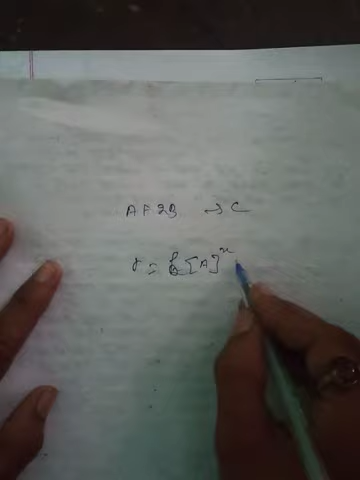 A + 2B → C
r = k[A]^x